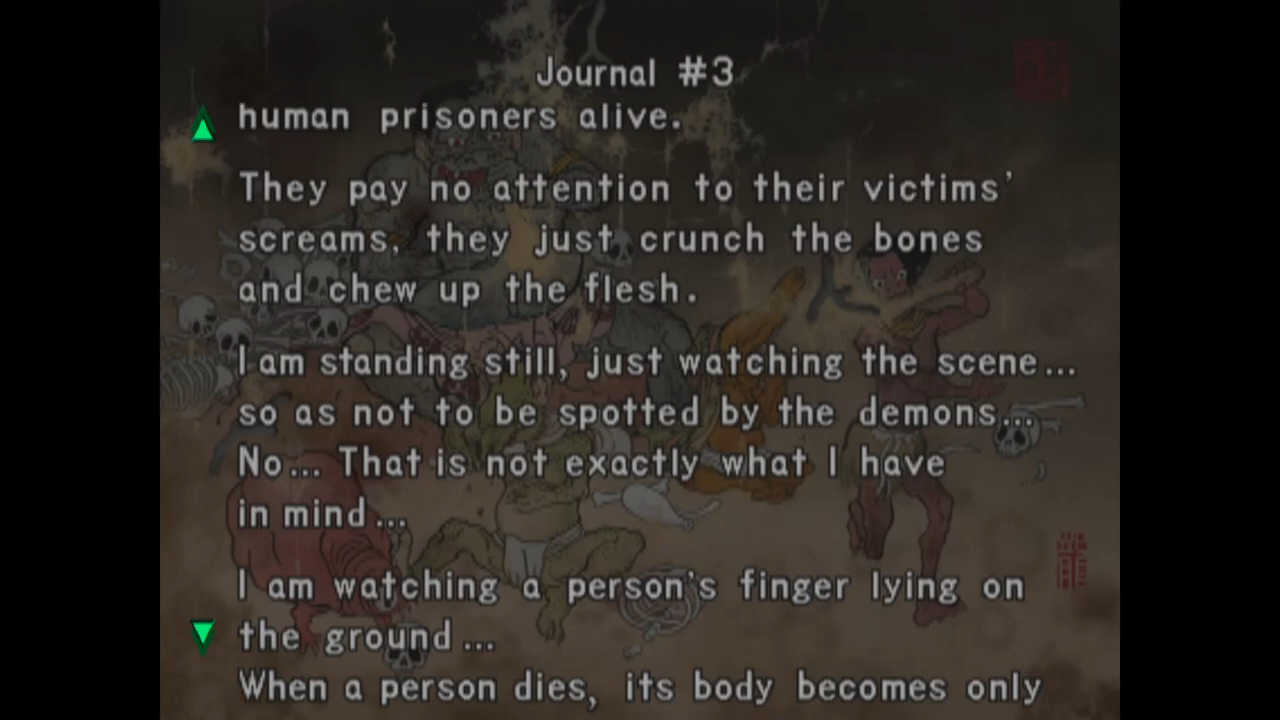 Journal #3
human prisoners alive.
They pay no attention to their victims'
screams, they just crunch the bones
and chew up the flesh.
I am standing still, just watching the scene...
so as not to be spotted by the demons...
No... That is not exactly what I have
in mind...
I am watching a person's finger lying on
the ground...
When a person dies, its body becomes only